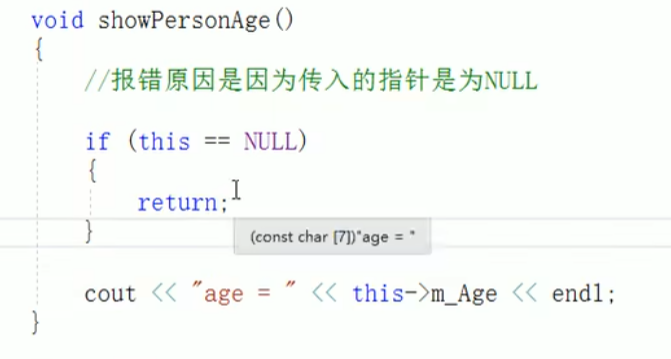 void showPersonAge()
{
//报错原因是因为传入的指针是为NULL
if (this == NULL)
{
return;
}
(const char [7])"age = "
cout << "age = " << this->m_Age << endl;
}